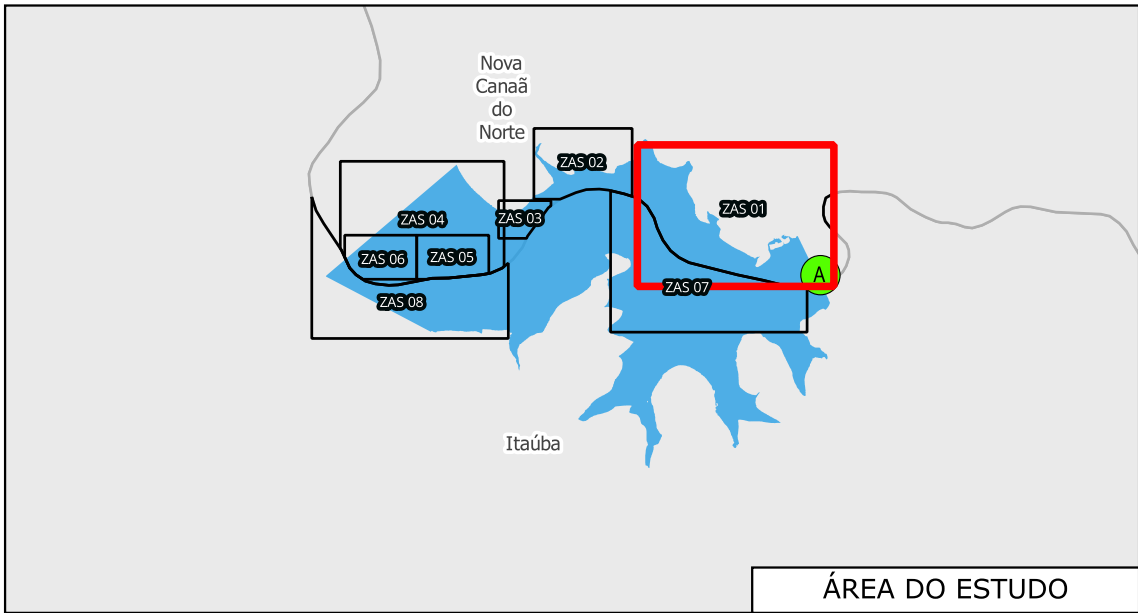 Nova
Canaã
do
Norte
ZAS 02
ZAS 01
ZAS 03
ZAS 04
ZAS 06
ZAS 05
A
ZAS 07
ZAS 08
Itaúba
ÁREA DO ESTUDO